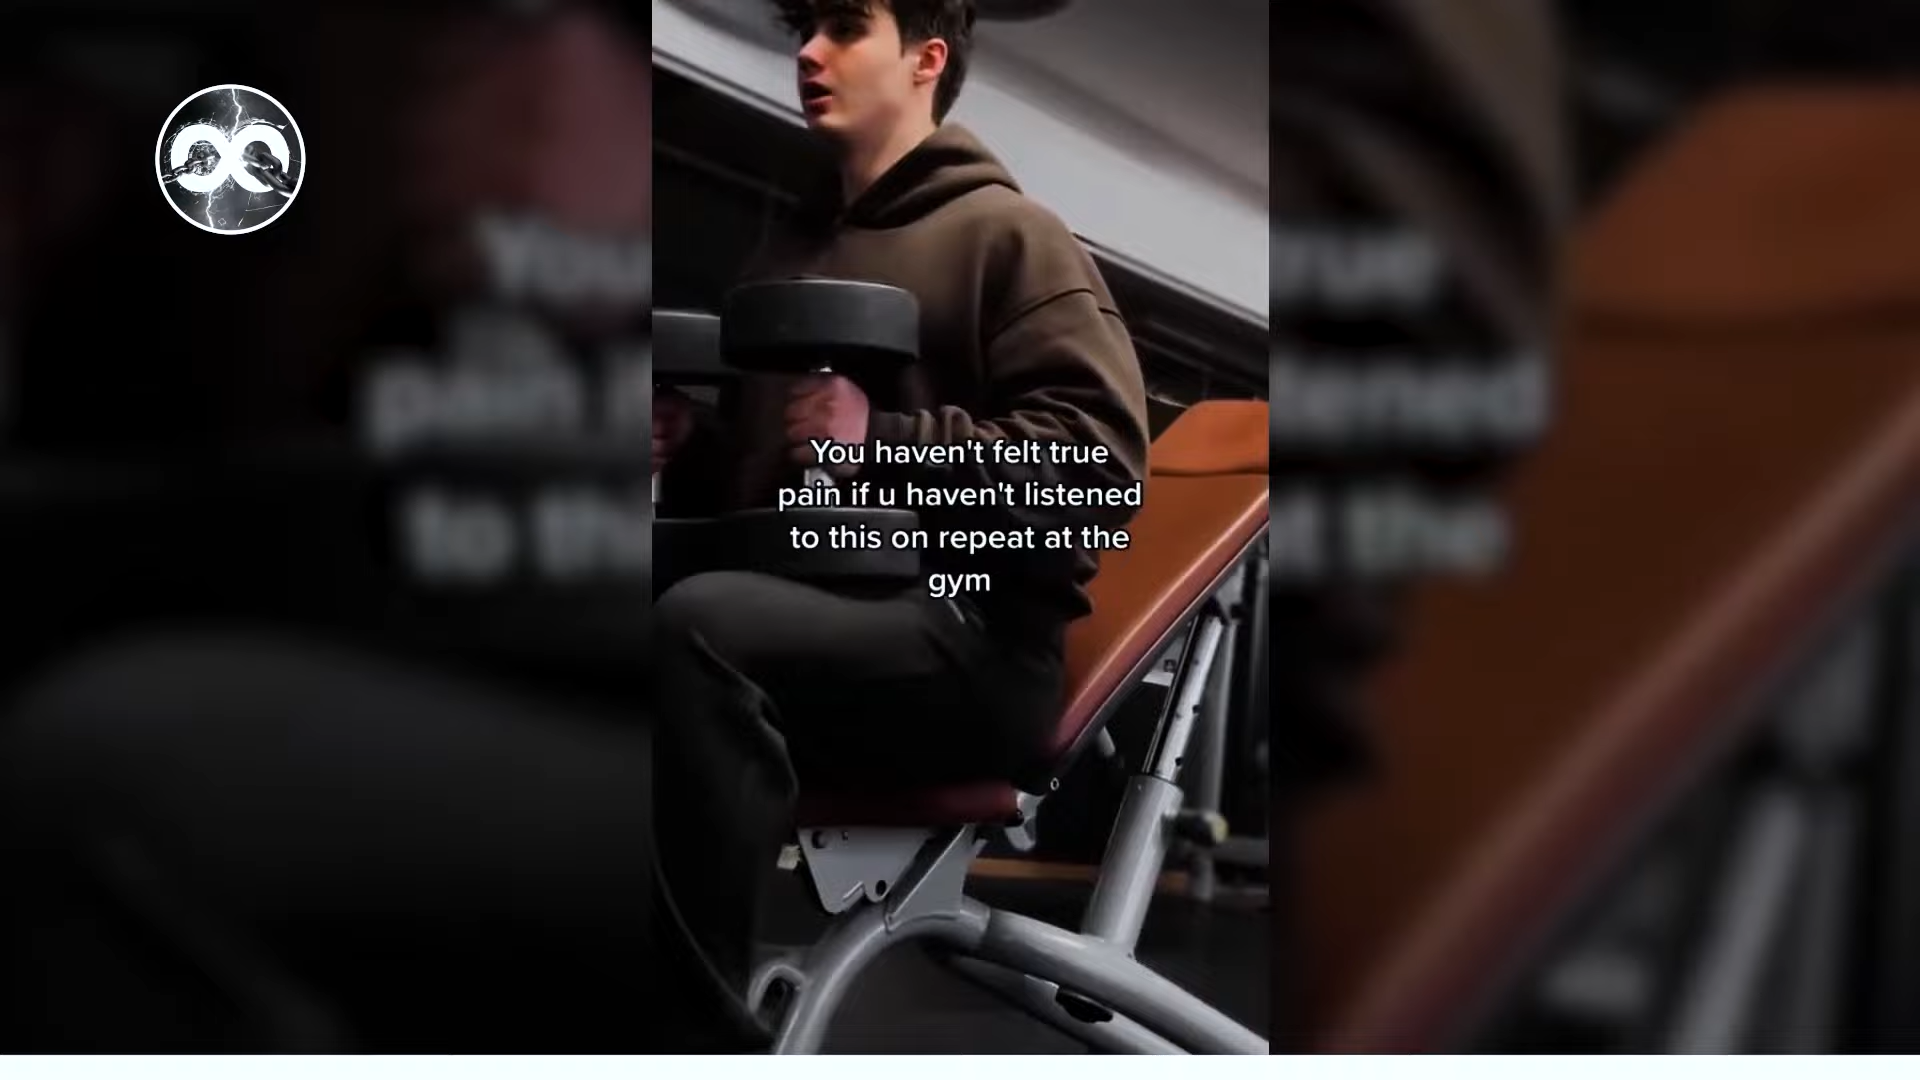 You haven't felt true
pain if u haven't listened
to this on repeat at the
gym